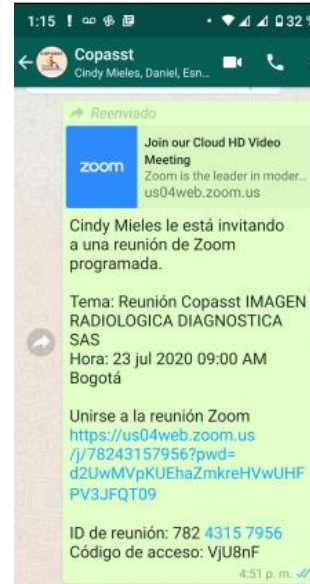 1:15
32 %
Copasst
Cindy Mieles, Daniel, Esn...
Reenviado
zoom
Join our Cloud HD Video
Meeting
Zoom is the leader in moder...
us04web.zoom.us
Cindy Mieles le está invitando
a una reunión de Zoom
programada.
Tema: Reunión Copasst IMAGEN
RADIOLOGICA DIAGNOSTICA
SAS
Hora: 23 jul 2020 09:00 AM
Bogotá
Unirse a la reunión Zoom
https://us04web.zoom.us
/j/78243157956?pwd=
d2UwMVpKUEhaZmkreHVwUHF
PV3JFQT09
ID de reunión: 782 4315 7956
Código de acceso: VjU8nF
4:51 p. m.